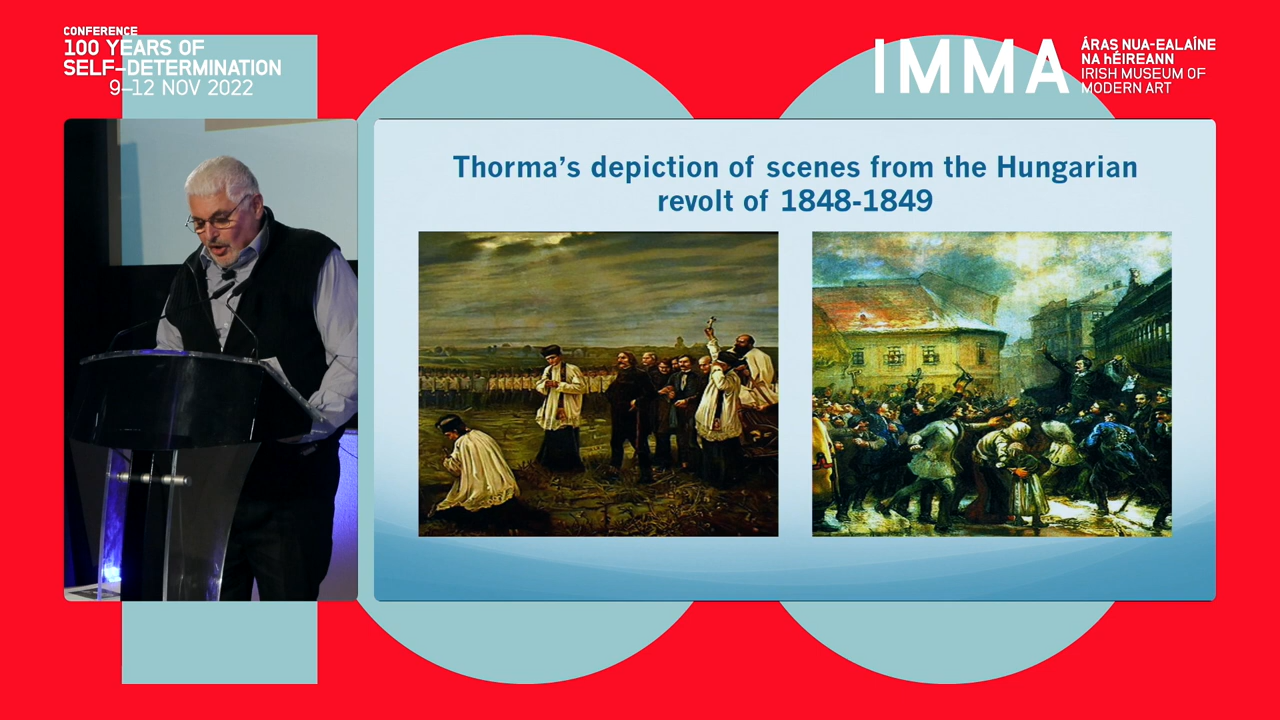 CONFERENCE
100 YEARS OF
SELF–DETERMINATION
9–12 NOV 2022
IMMA
ÁRAS NUA-EALAÍNE
NA hÉIREANN
IRISH MUSEUM OF
MODERN ART
Thorma's depiction of scenes from the Hungarian
revolt of 1848-1849